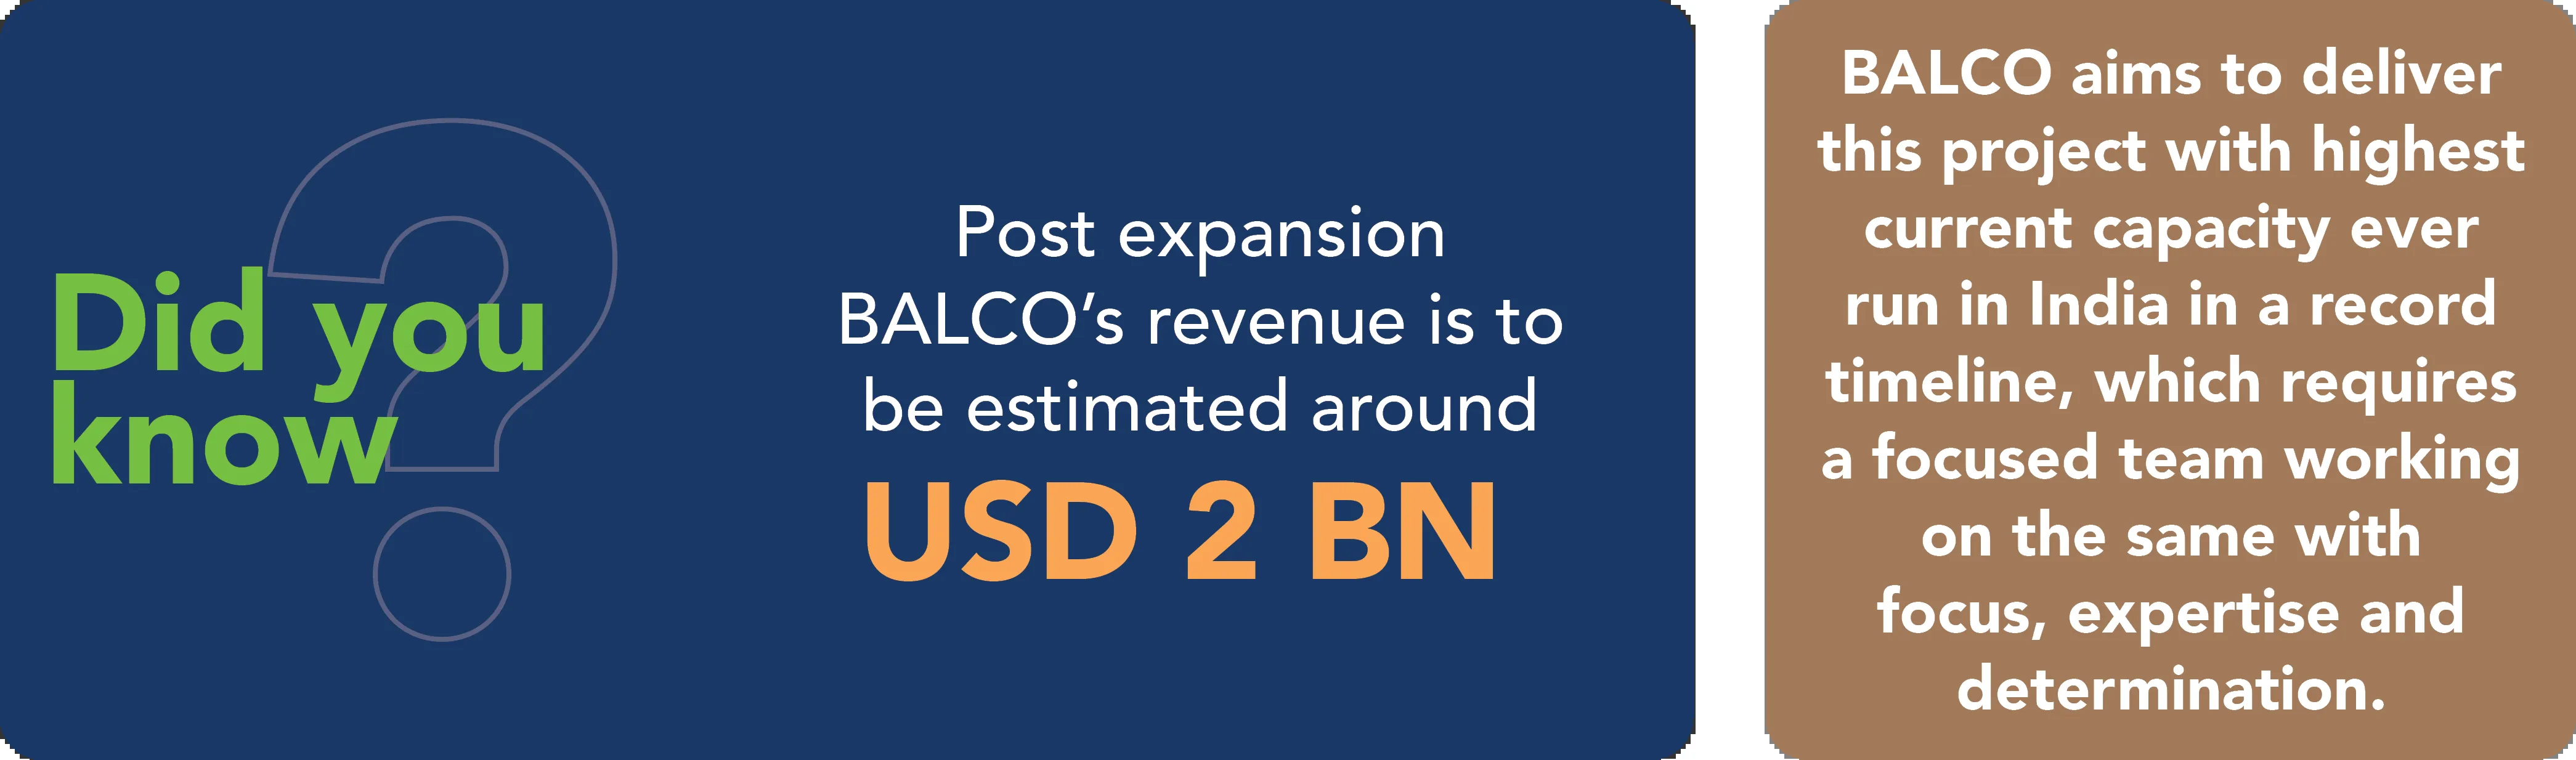 Did you
know
?
Post expansion
BALCO’s revenue is to
be estimated around
USD 2 BN
BALCO aims to deliver
this project with highest
current capacity ever
run in India in a record
timeline, which requires
a focused team working
on the same with
focus, expertise and
determination.